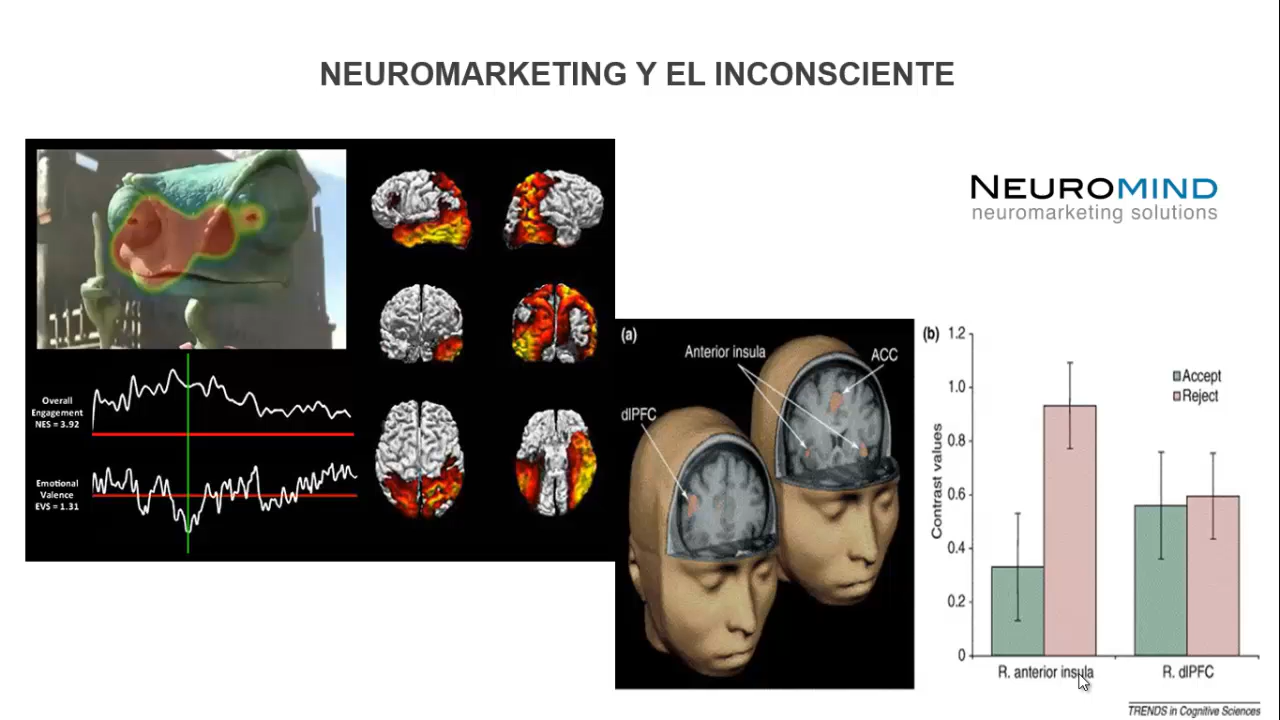 NEUROMARKETING Y EL INCONSCIENTE
NEUROMIND
neuromarketing solutions
Overall
Engagement
NES = 3.92
Emotional
Valence
EVS = 1.31
(a)
Anterior insula
ACC
dlPFC
(b)
1.2
1.0
0.8
0.6
0.4
0.2
0
Contrast values
Accept
Reject
R. anterior insula
R. dlPFC
TRENDS in Cognitive Sciences